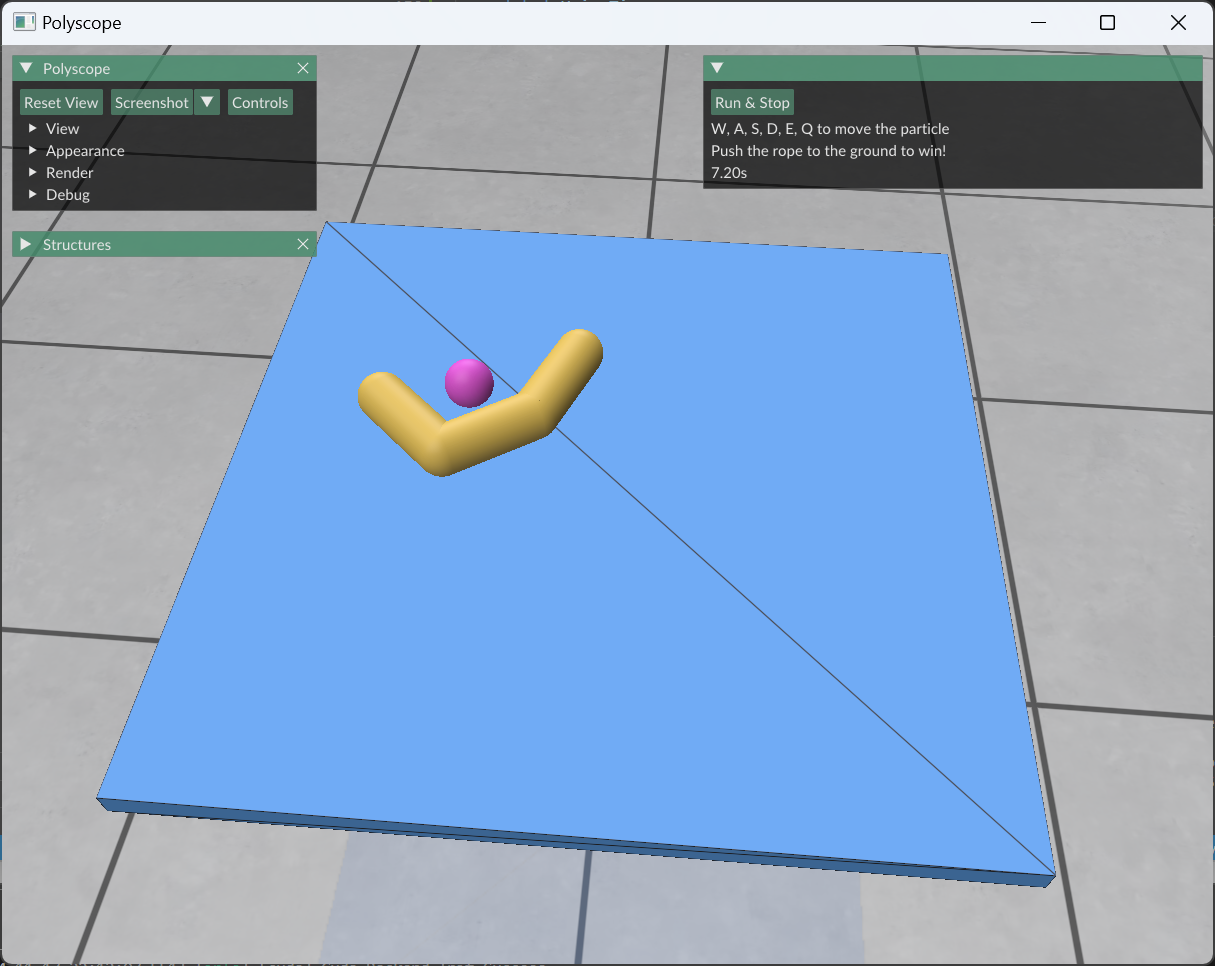 Polyscope
Polyscope
Reset View Screenshot Controls
View
Appearance
Render
Debug
Structures
Run & Stop
W, A, S, D, E, Q to move the particle
Push the rope to the ground to win!
7.20s